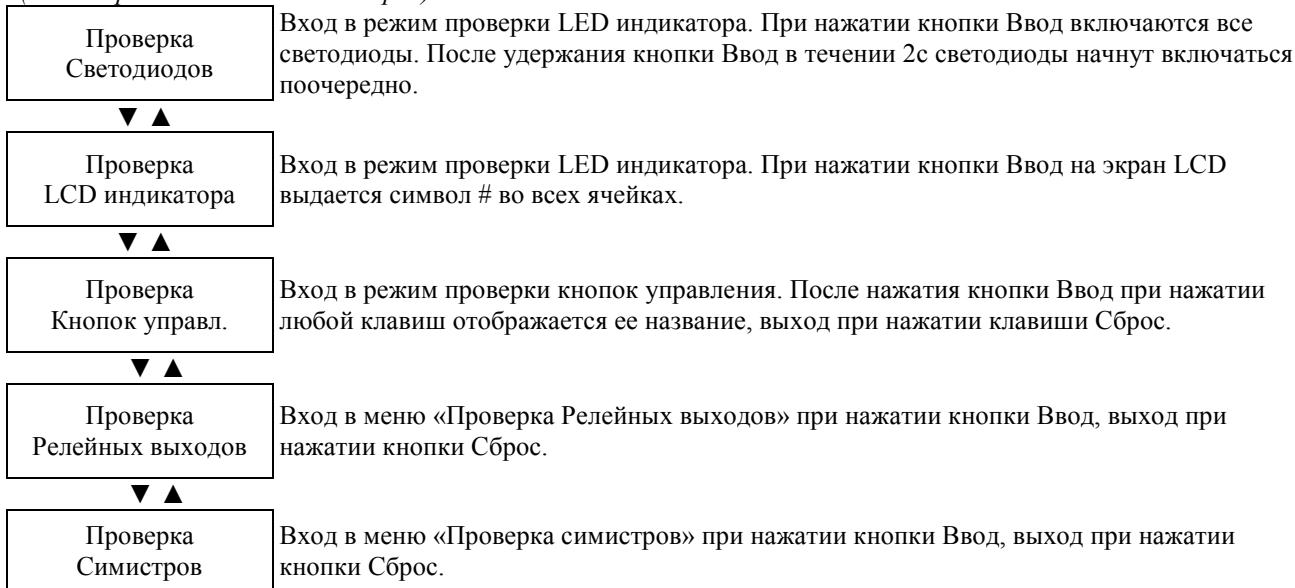 Проверка
Светодиодов
Вход в режим проверки LED индикатора. При нажатии кнопки Ввод включаются все
светодиоды. После удержания кнопки Ввод в течении 2с светодиоды начнут включаться
поочередно.
▼ ▲
Проверка
LCD индикатора
Вход в режим проверки LED индикатора. При нажатии кнопки Ввод на экран LCD
выдается символ # во всех ячейках.
▼ ▲
Проверка
Кнопок управл.
Вход в режим проверки кнопок управления. После нажатия кнопки Ввод при нажатии
любой клавиш отображается ее название, выход при нажатии клавиши Сброс.
▼ ▲
Проверка
Релейных выходов
Вход в меню «Проверка Релейных выходов» при нажатии кнопки Ввод, выход при
нажатии кнопки Сброс.
▼ ▲
Проверка
Симистров
Вход в меню «Проверка симистров» при нажатии кнопки Ввод, выход при нажатии
кнопки Сброс.